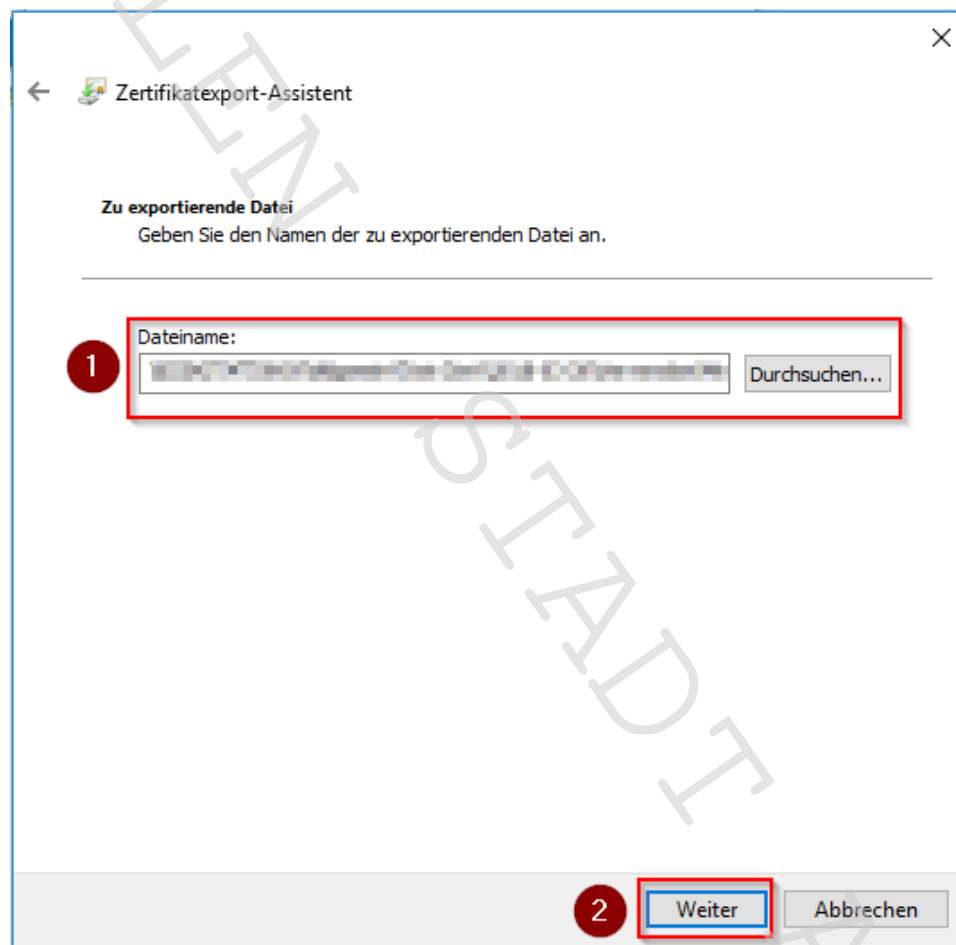 Zertifikatexport-Assistent
Zu exportierende Datei
Geben Sie den Namen der zu exportierenden Datei an.
Dateiname:
1
Durchsuchen...
STADT
2
Weiter
Abbrechen